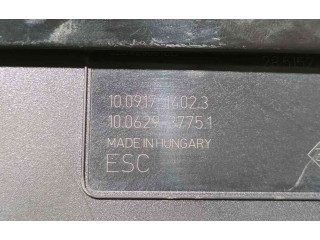 10.0917-1402.3
10.0629-3775.1
MADE IN HUNGARY
ESC